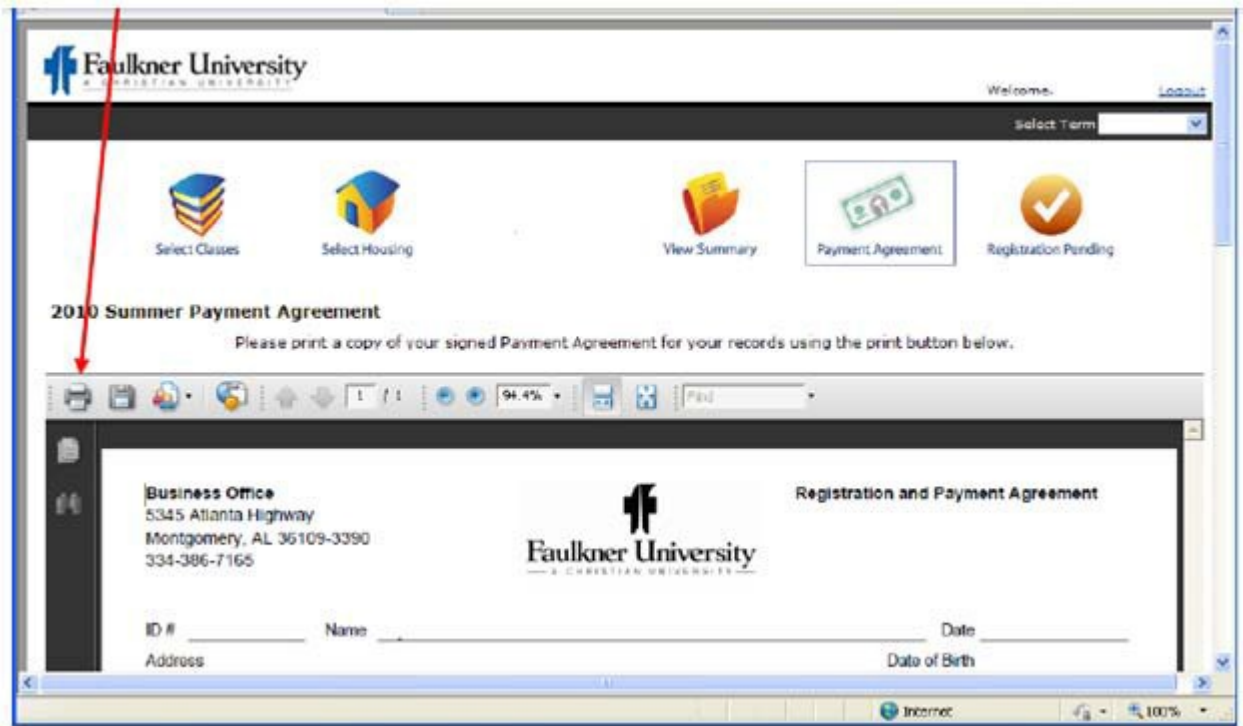 Faulkner University
A CHRISTIAN UNIVERSITY
Welcome. Logout
Select Term
Select Classes Select Housing View Summary Payment Agreement Registration Pending
2010 Summer Payment Agreement
Please print a copy of your signed Payment Agreement for your records using the print button below.
1 / 1 94.4% Find
Business Office Registration and Payment Agreement
5345 Atlanta Highway
Montgomery, AL 36109-3390
334-386-7165
Faulkner University
A CHRISTIAN UNIVERSITY
ID # Name Date
Address Date of Birth
Internet 100%